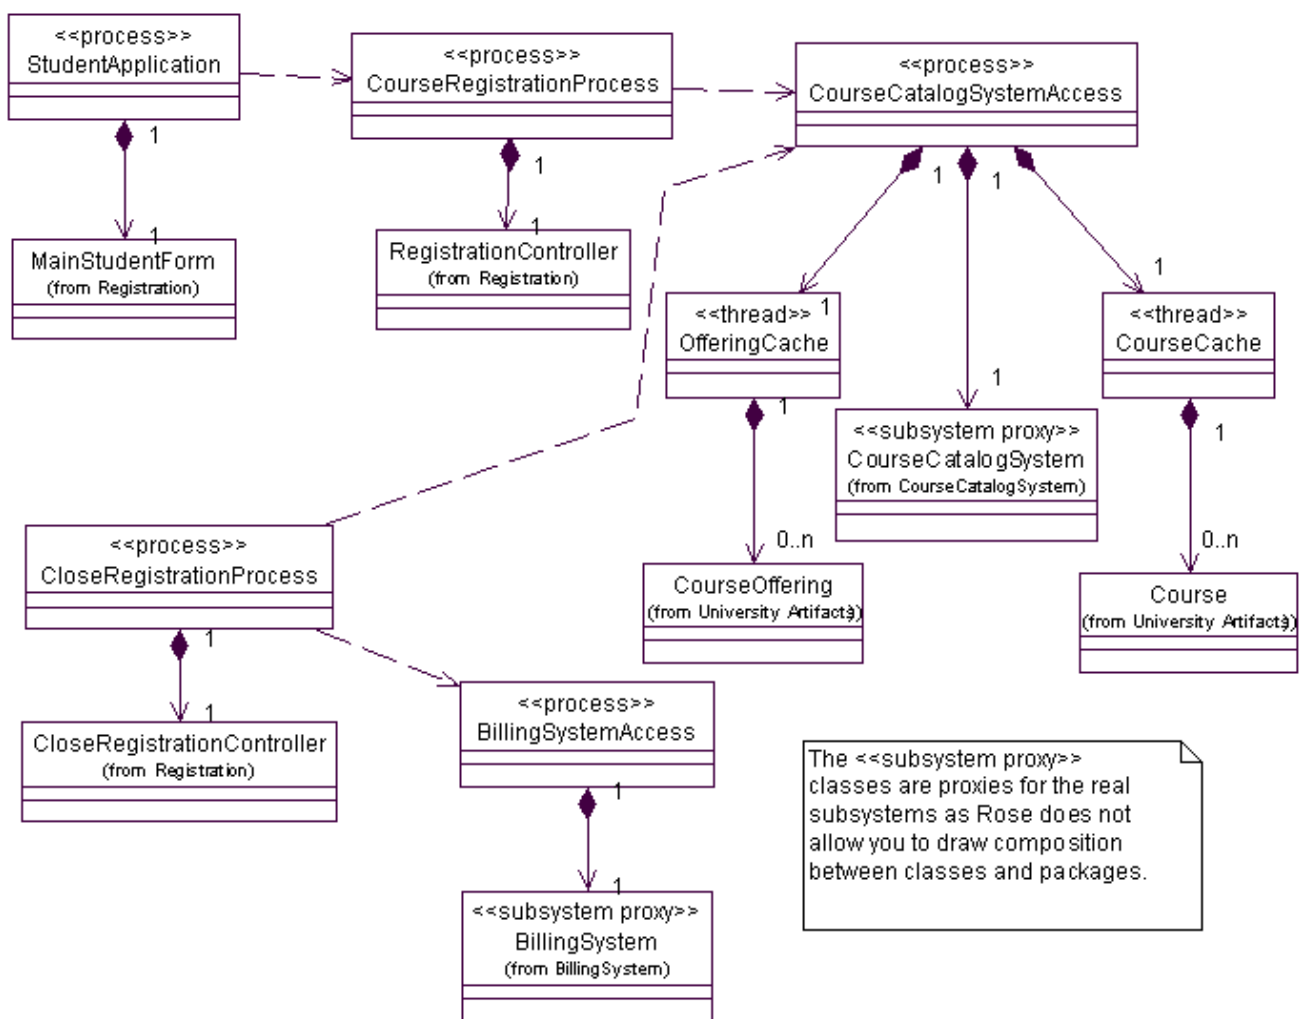 <<process>>
StudentApplication
1
1
MainStudentForm
(from Registration)
<<process>>
CourseRegistrationProcess
1
1
RegistrationController
(from Registration)
<<process>>
CourseCatalogSystemAccess
1
1
1
1
<<thread>>
OfferingCache
1
0..n
CourseOffering
(from University Artifacts)
1
<<subsystem proxy>>
CourseCatalogSystem
(from CourseCatalogSystem)
<<thread>>
CourseCache
1
0..n
Course
(from University Artifacts)
<<process>>
CloseRegistrationProcess
1
1
CloseRegistrationController
(from Registration)
<<process>>
BillingSystemAccess
1
1
<<subsystem proxy>>
BillingSystem
(from BillingSystem)
The <<subsystem proxy>>
classes are proxies for the real
subsystems as Rose does not
allow you to draw composition
between classes and packages.